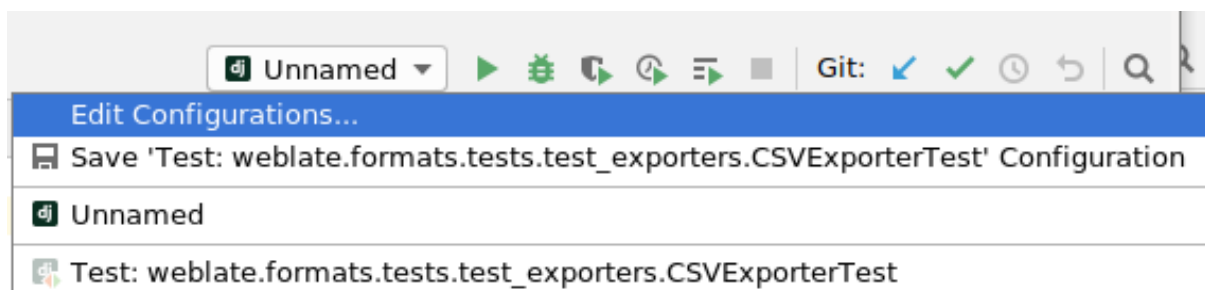 dj Unnamed Git:
Edit Configurations...
Save 'Test: weblate.formats.tests.test_exporters.CSVExporterTest' Configuration
dj Unnamed
dj Test: weblate.formats.tests.test_exporters.CSVExporterTest